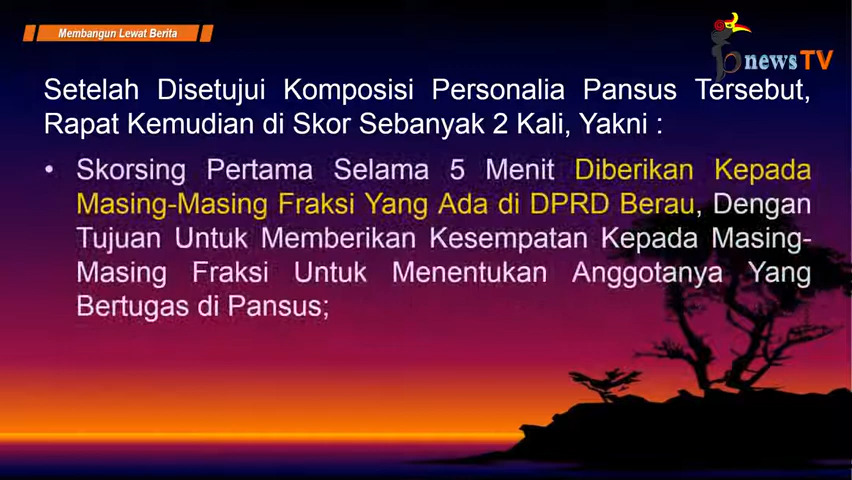 Membangun Lewat Berita
pnewsTV
Setelah Disetujui Komposisi Personalia Pansus Tersebut,
Rapat Kemudian di Skor Sebanyak 2 Kali, Yakni :
• Skorsing Pertama Selama 5 Menit Diberikan Kepada
Masing-Masing Fraksi Yang Ada di DPRD Berau, Dengan
Tujuan Untuk Memberikan Kesempatan Kepada Masing-
Masing Fraksi Untuk Menentukan Anggotanya Yang
Bertugas di Pansus;